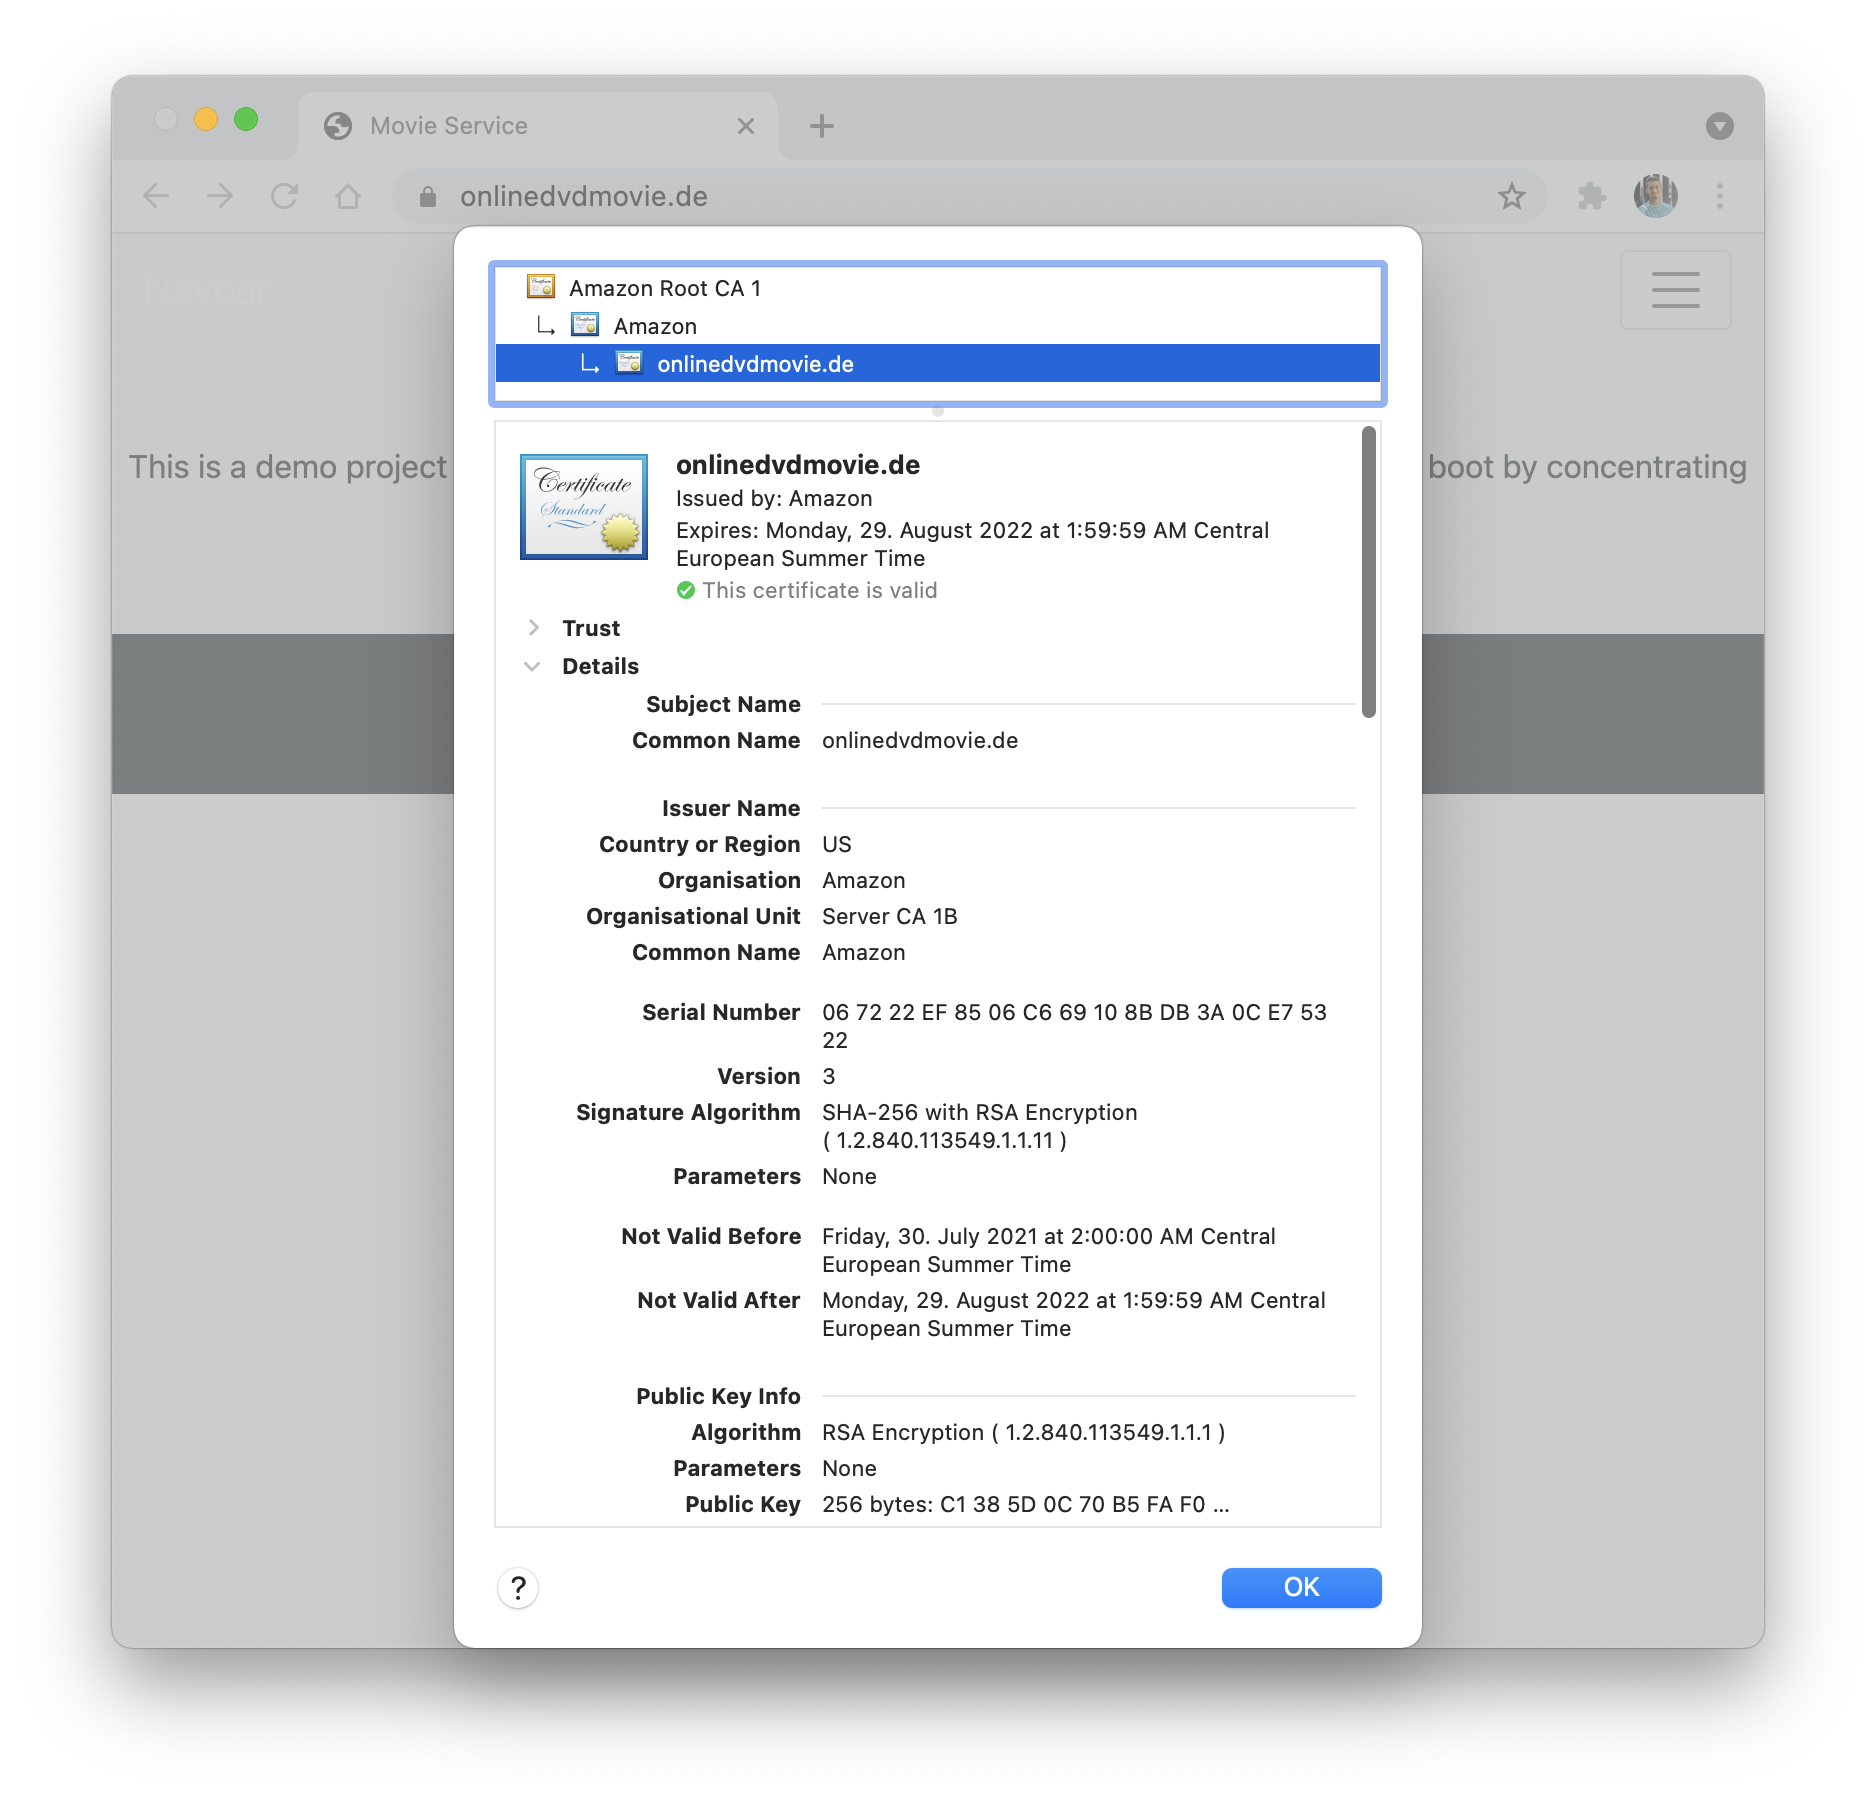 Movie Service
onlinedvdmovie.de
Navbar
Amazon Root CA 1
Amazon
onlinedvdmovie.de
This is a demo project
boot by concentrating
Certificate
Standard
onlinedvdmovie.de
Issued by: Amazon
Expires: Monday, 29. August 2022 at 1:59:59 AM Central
European Summer Time
This certificate is valid
Trust
Details
Subject Name
Common Name onlinedvdmovie.de
Issuer Name
Country or Region US
Organisation Amazon
Organisational Unit Server CA 1B
Common Name Amazon
Serial Number 06 72 22 EF 85 06 C6 69 10 8B DB 3A 0C E7 53
22
Version 3
Signature Algorithm SHA-256 with RSA Encryption
( 1.2.840.113549.1.1.11 )
Parameters None
Not Valid Before Friday, 30. July 2021 at 2:00:00 AM Central
European Summer Time
Not Valid After Monday, 29. August 2022 at 1:59:59 AM Central
European Summer Time
Public Key Info
Algorithm RSA Encryption ( 1.2.840.113549.1.1.1 )
Parameters None
Public Key 256 bytes: C1 38 5D 0C 70 B5 FA F0 ...
?
OK